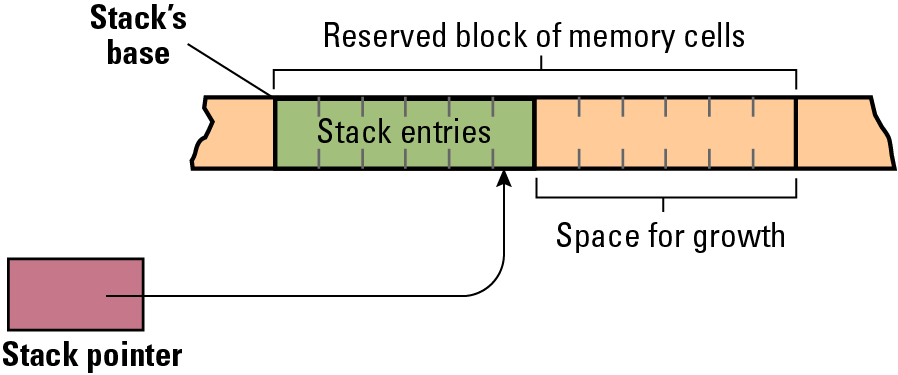 Stack's
base
Reserved block of memory cells
Stack entries
Space for growth
Stack pointer